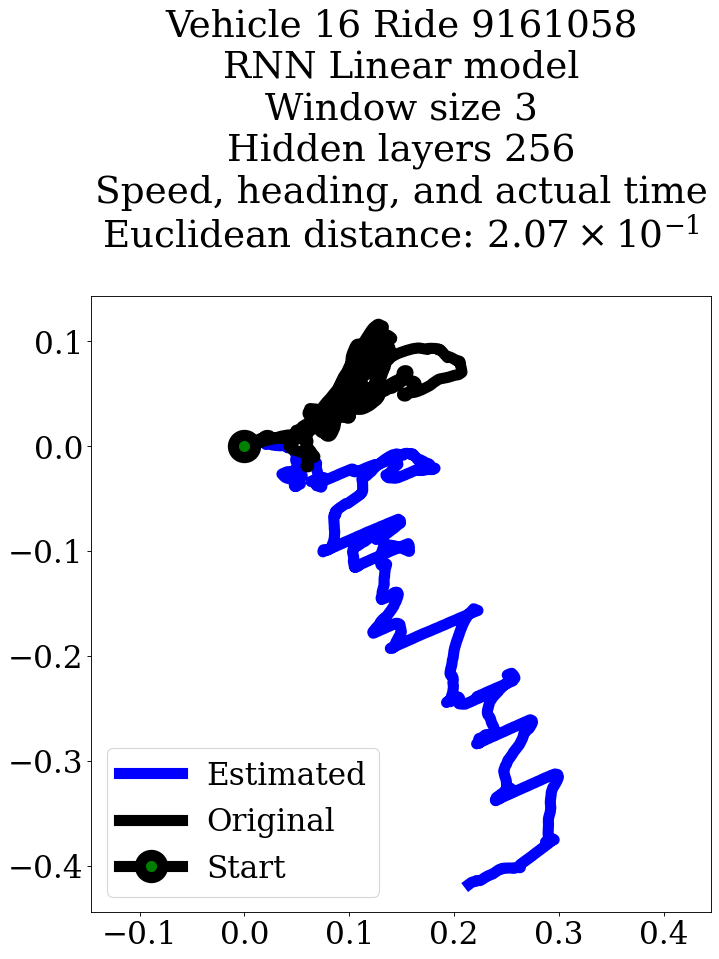 Vehicle 16 Ride 9161058
RNN Linear model
Window size 3
Hidden layers 256
Speed, heading, and actual time
Euclidean distance: 2.07 × 10⁻¹
0.1
0.0
−0.1
−0.2
−0.3
−0.4
Estimated
Original
Start
−0.1 0.0 0.1 0.2 0.3 0.4